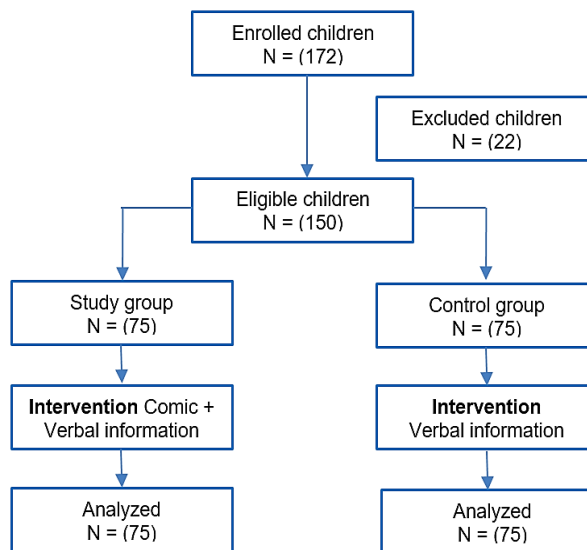 Enrolled children
N = (172)
Excluded children
N = (22)
Eligible children
N = (150)
Study group
N = (75)
Control group
N = (75)
Intervention Comic +
Verbal information
Intervention
Verbal information
Analyzed
N = (75)
Analyzed
N = (75)